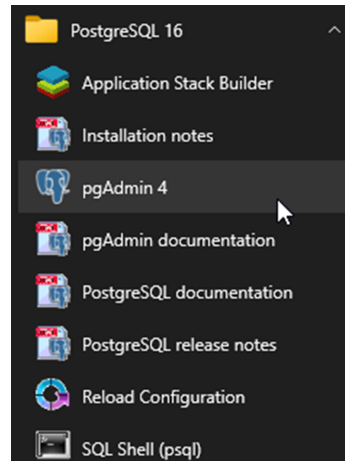 PostgreSQL 16
Application Stack Builder
Installation notes
pgAdmin 4
pgAdmin documentation
PostgreSQL documentation
PostgreSQL release notes
Reload Configuration
SQL Shell (psql)